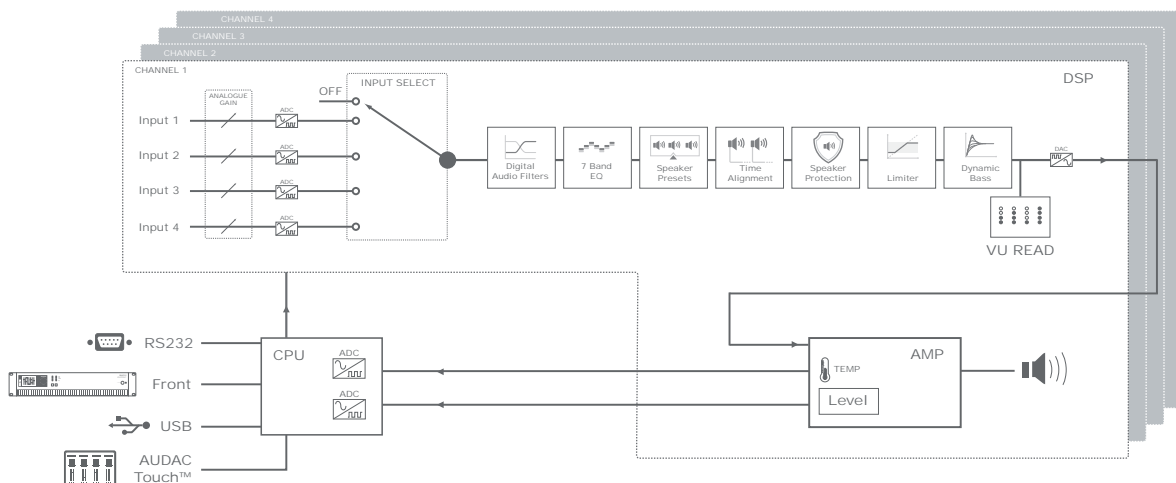 CHANNEL 4
CHANNEL 3
CHANNEL 2
CHANNEL 1
DSP
ANALOGUE
GAIN
INPUT SELECT
OFF
ADC
Input 1
ADC
Input 2
ADC
Input 3
ADC
Input 4
Digital
Audio Filters
7 Band
EQ
Speaker
Presets
Time
Alignment
Speaker
Protection
Limiter
Dynamic
Bass
DAC
VU READ
RS232
Front
USB
AUDAC
Touch™
CPU
ADC
ADC
AMP
TEMP
Level